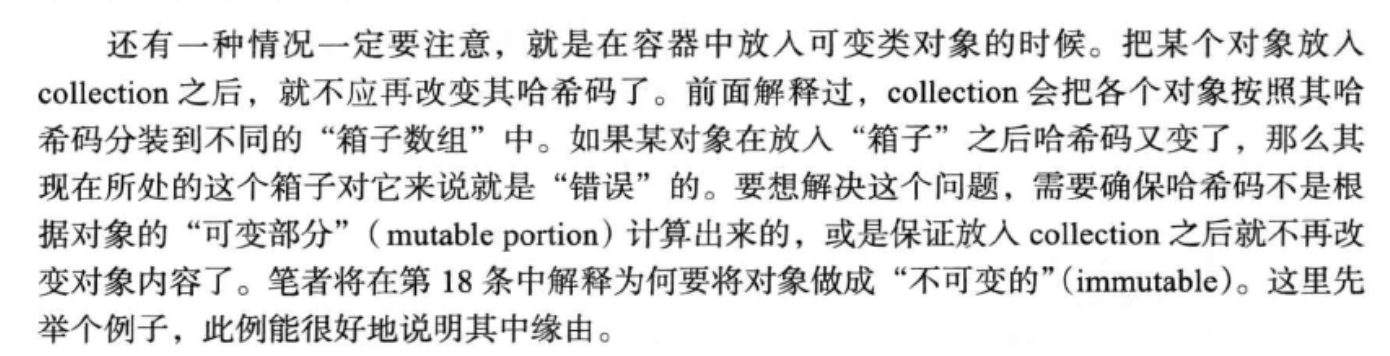 还有一种情况一定要注意，就是在容器中放入可变类对象的时候。把某个对象放入
collection 之后，就不应再改变其哈希码了。前面解释过，collection 会把各个对象按照其哈
希码分装到不同的“箱子数组”中。如果某对象在放入“箱子”之后哈希码又变了，那么其
现在所处的这个箱子对它来说就是“错误”的。要想解决这个问题，需要确保哈希码不是根
据对象的“可变部分”（mutable portion）计算出来的，或是保证放入 collection 之后就不再改
变对象内容了。笔者将在第 18 条中解释为何要将对象做成“不可变的”（immutable）。这里先
举个例子，此例能很好地说明其中缘由。